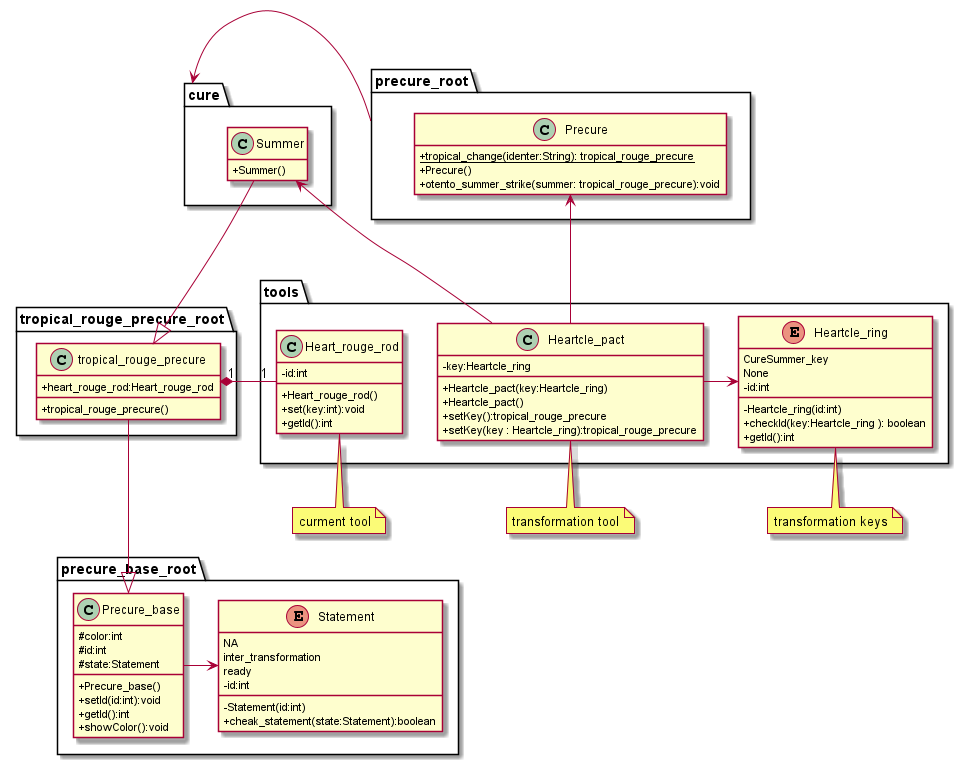 precure_root
cure
C Precure
C Summer
+tropical_change(identer:String): tropical_rouge_precure
+Precure()
+otento_summer_strike(summer: tropical_rouge_precure):void
+Summer()
tools
tropical_rouge_precure_root
C Heart_rouge_rod
-id:int
+Heart_rouge_rod()
+set(key:int):void
+getId():int
C Heartcle_pact
-key:Heartcle_ring
+Heartcle_pact(key:Heartcle_ring)
+Heartcle_pact()
+setKey():tropical_rouge_precure
+setKey(key : Heartcle_ring):tropical_rouge_precure
E Heartcle_ring
CureSummer_key
None
-id:int
-Heartcle_ring(id:int)
+checkId(key:Heartcle_ring ): boolean
+getId():int
C tropical_rouge_precure
+heart_rouge_rod:Heart_rouge_rod
+tropical_rouge_precure()
1
1
curment tool
transformation tool
transformation keys
precure_base_root
C Precure_base
#color:int
#id:int
#state:Statement
+Precure_base()
+setId(id:int):void
+getId():int
+showColor():void
E Statement
NA
inter_transformation
ready
-id:int
-Statement(id:int)
+cheak_statement(state:Statement):boolean